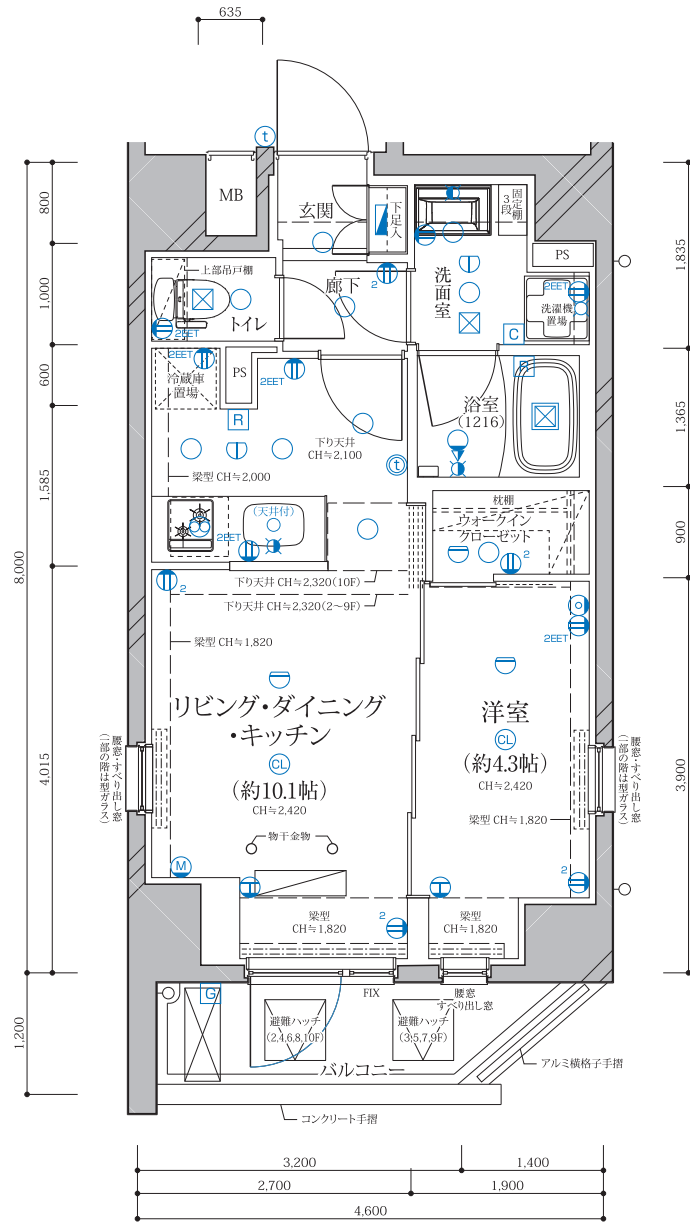 635
t
MB
玄関
下足入
固定棚
3段
800
1,835
PS
上部吊戸棚
廊下
2
洗面室
2EET
洗濯機
置場
1,000
トイレ
2EET
C
2EET
冷蔵庫
置場
PS
2EET
R
600
R
浴室
(1216)
1,365
下り天井
CH≒2,100
t
梁型 CH≒2,000
1,585
枕棚
ウォークイン
クローゼット
2
900
(天井付)
2EET
8,000
下り天井 CH≒2,320(10F)
2
下り天井 CH≒2,320(2〜9F)
梁型 CH≒1,820
2EET
リビング・ダイニング
・キッチン
CL
(約10.1帖)
CH≒2,420
洋室
CL
(約4.3帖)
CH≒2,420
4,015
3,900
腰窓・すべり出し窓
(一部の階は型ガラス)
腰窓・すべり出し窓
(一部の階は型ガラス)
梁型 CH≒1,820
物干金物
M
2
梁型
CH≒1,820
2
梁型
CH≒1,820
G
FIX
腰窓
すべり出し窓
避難ハッチ
(2,4,6,8,10F)
避難ハッチ
(3,5,7,9F)
1,200
バルコニー
アルミ横格子手摺
コンクリート手摺
3,200
1,400
2,700
1,900
4,600